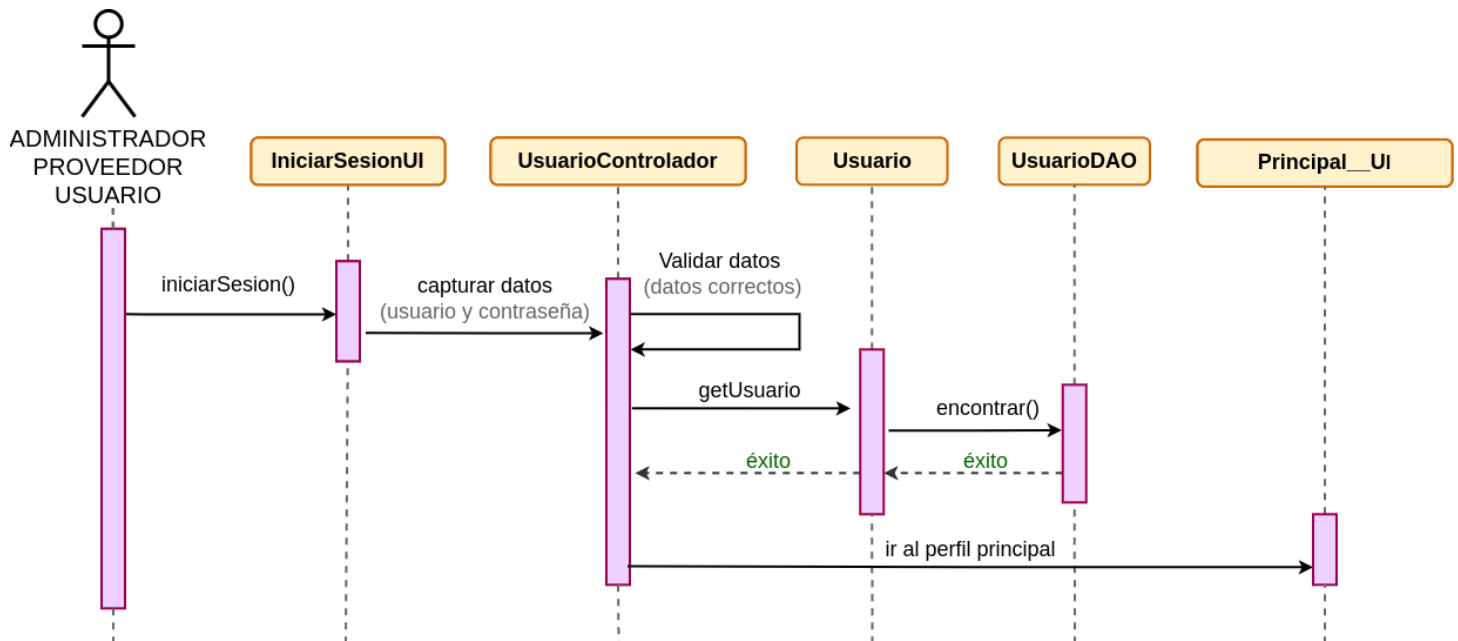 ADMINISTRADOR
PROVEEDOR
USUARIO
IniciarSesionUI
UsuarioControlador
Usuario
UsuarioDAO
Principal__UI
iniciarSesion()
capturar datos
(usuario y contraseña)
Validar datos
(datos correctos)
getUsuario
encontrar()
éxito
éxito
ir al perfil principal